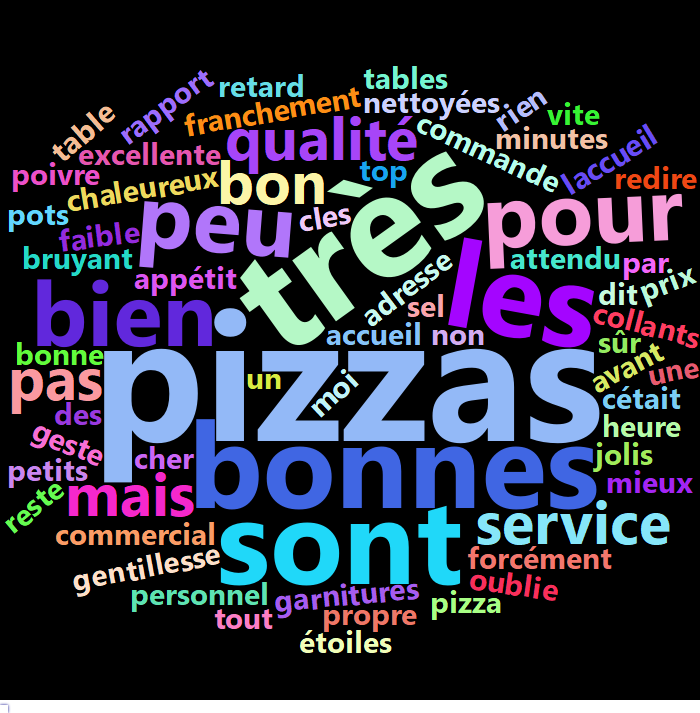 tables
retard
rapport
nettoyées
rien
vite
franchement
table
qualité
commande
minutes
excellente
laccueil
poivre
top
redire
chaleureux
bon
très
pots
peu
cles
pour
faible
bruyant
attendu
par
appétit
adresse
les
dit
prix
bien
sel
collants
accueil
non
sûr
bonne
pizzas
avant
pas
un
moi
une
des
cétait
geste
bonnes
heure
petits
cher
jolis
mieux
reste
mais
commercial
sont
service
gentillesse
forcément
personnel
garnitures
oublie
pizza
tout
propre
étoiles